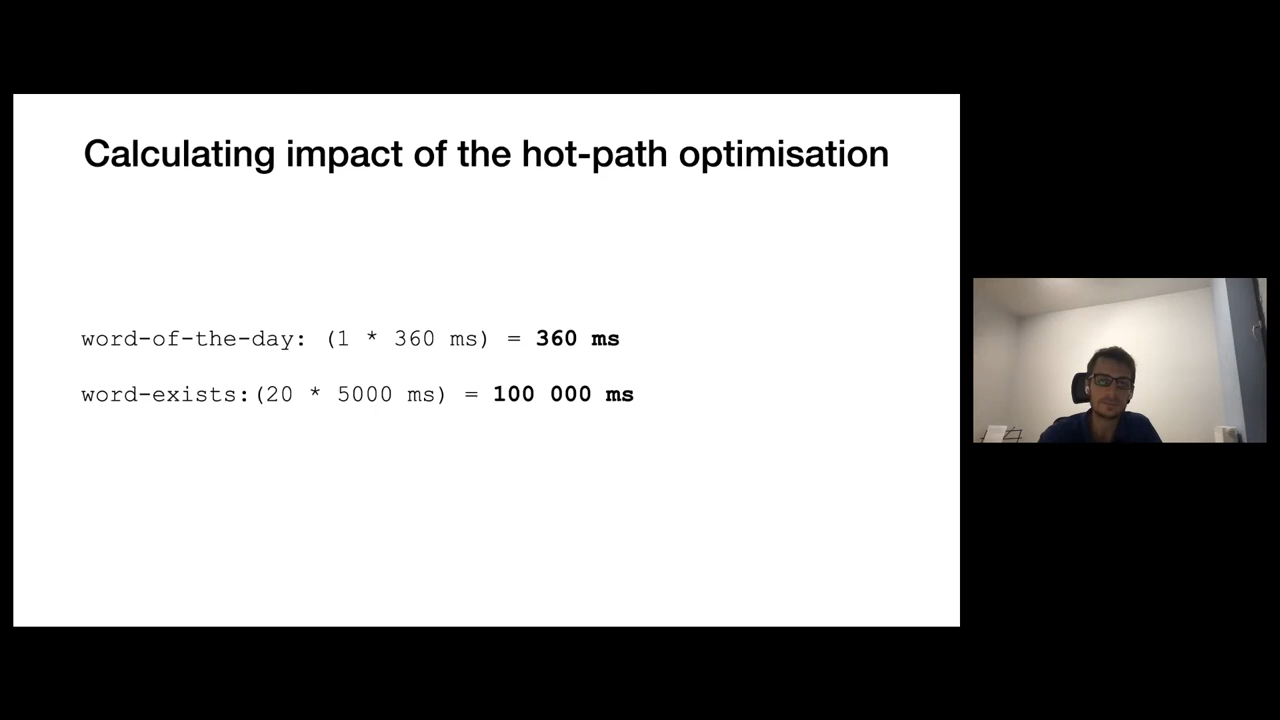 Calculating impact of the hot-path optimisation
word-of-the-day: (1 * 360 ms) = 360 ms
word-exists:(20 * 5000 ms) = 100 000 ms